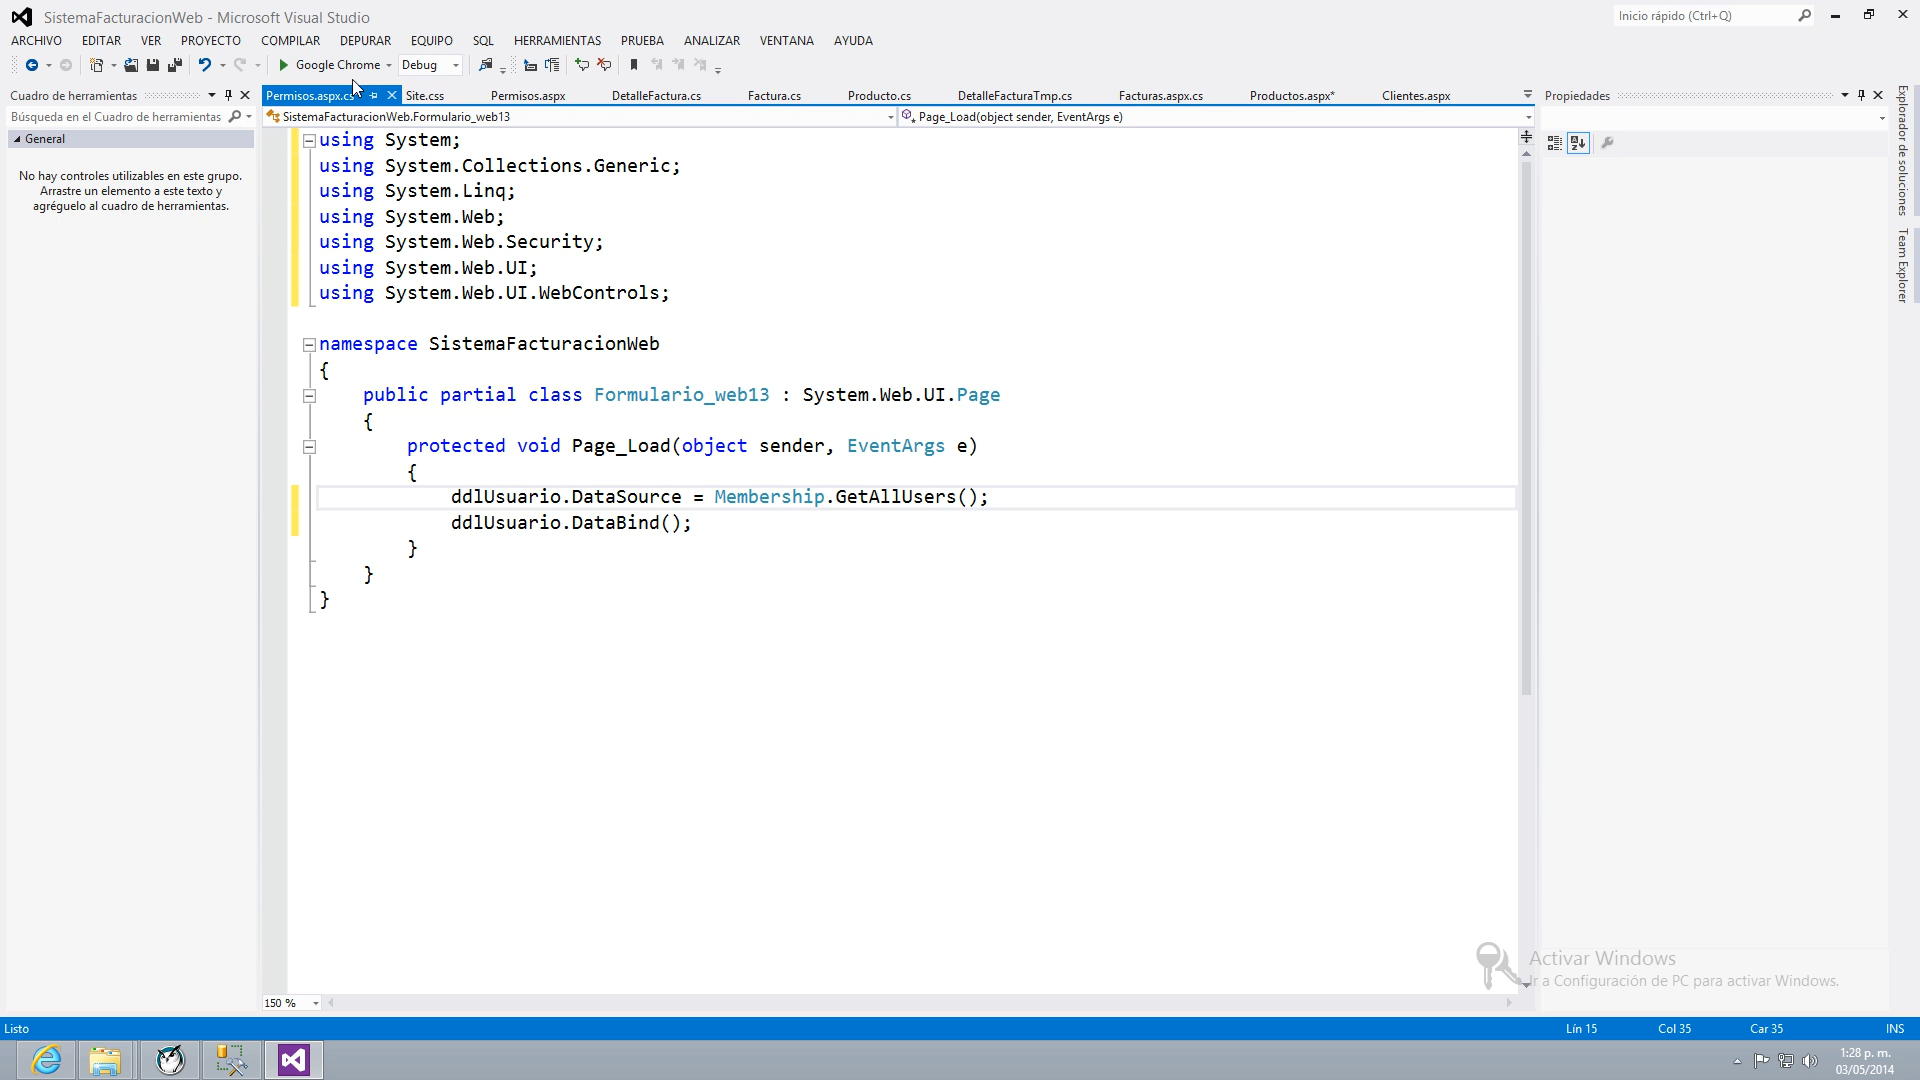 SistemaFacturacionWeb - Microsoft Visual Studio
Inicio rápido (Ctrl+Q)
ARCHIVO EDITAR VER PROYECTO COMPILAR DEPURAR EQUIPO SQL HERRAMIENTAS PRUEBA ANALIZAR VENTANA AYUDA
Google Chrome Debug
Cuadro de herramientas
Permisos.aspx.cs Site.css Permisos.aspx DetalleFactura.cs Factura.cs Producto.cs DetalleFacturaTmp.cs Facturas.aspx.cs Productos.aspx* Clientes.aspx
Propiedades
Búsqueda en el Cuadro de herramientas
SistemaFacturacionWeb.Formulario_web13
Page_Load(object sender, EventArgs e)
General
No hay controles utilizables en este grupo.
Arrastre un elemento a este texto y
agréguelo al cuadro de herramientas.
using System;
using System.Collections.Generic;
using System.Linq;
using System.Web;
using System.Web.Security;
using System.Web.UI;
using System.Web.UI.WebControls;
namespace SistemaFacturacionWeb
{
public partial class Formulario_web13 : System.Web.UI.Page
{
protected void Page_Load(object sender, EventArgs e)
{
ddlUsuario.DataSource = Membership.GetAllUsers();
ddlUsuario.DataBind();
}
}
}
Explorador de soluciones
Team Explorer
Activar Windows
Ir a Configuración de PC para activar Windows.
150 %
Listo
Lín 15
Col 35
Car 35
INS
1:28 p. m.
03/05/2014